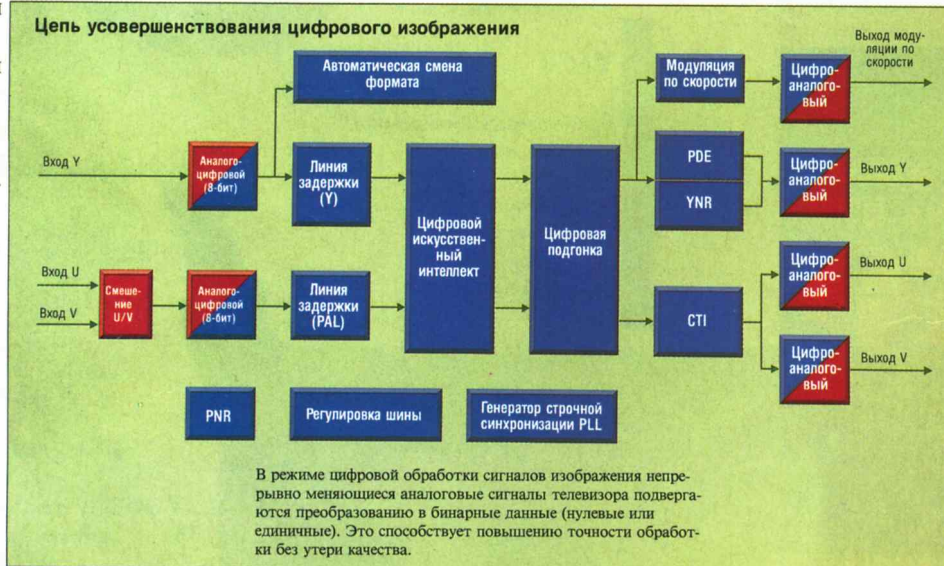 Цепь усовершенствования цифрового изображения
Выход моду-
ляции по
скорости
Автоматическая смена
формата
Модуляция
по скорости
Цифро-
аналого-
вый
Вход Y
Аналого-
цифровой
(8-бит)
Линия
задержки
(Y)
Цифровой
искусствен-
ный
интеллект
Цифровая
подгонка
PDE
YNR
Цифро-
аналого-
вый
Выход Y
Вход U
Вход V
Смеше-
ние
U/V
Аналого-
цифровой
(8-бит)
Линия
задержки
(PAL)
CTI
Цифро-
аналого-
вый
Выход U
Цифро-
аналого-
вый
Выход V
PNR
Регулировка шины
Генератор строчной
синхронизации PLL
В режиме цифровой обработки сигналов изображения непре-
рывно меняющиеся аналоговые сигналы телевизора подверга-
ются преобразованию в бинарные данные (нулевые или
единичные). Это способствует повышению точности обработ-
ки без утери качества.